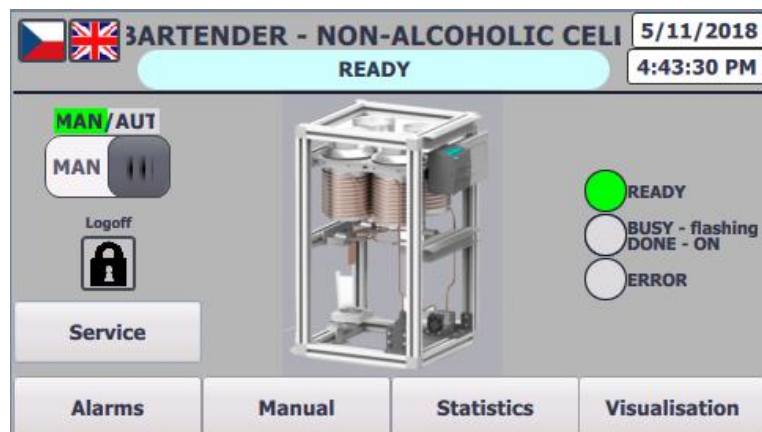 BARTENDER - NON-ALCOHOLIC CELL
5/11/2018
READY
4:43:30 PM
MAN/AUT
MAN
Logoff
READY
BUSY - flashing
DONE - ON
ERROR
Service
Alarms
Manual
Statistics
Visualisation